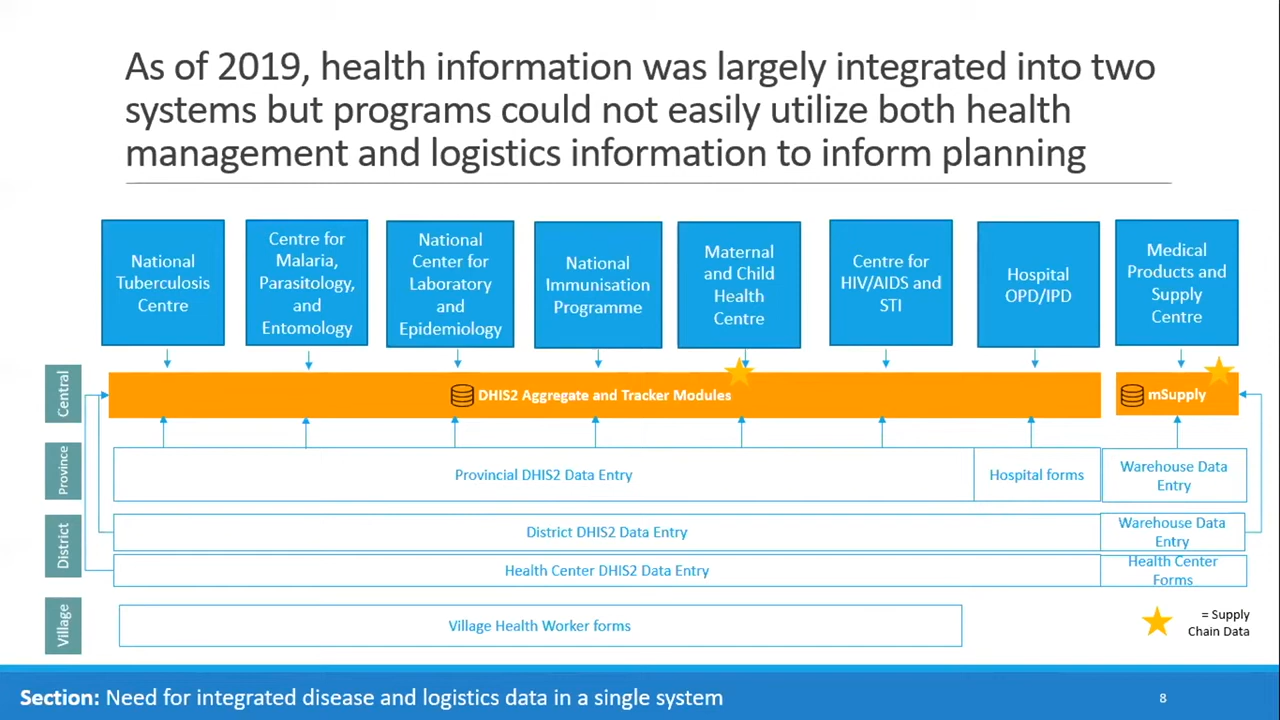 As of 2019, health information was largely integrated into two
systems but programs could not easily utilize both health
management and logistics information to inform planning
National
Tuberculosis
Centre
Centre for
Malaria,
Parasitology,
and
Entomology
National
Center for
Laboratory
and
Epidemiology
National
Immunisation
Programme
Maternal
and Child
Health
Centre
Centre for
HIV/AIDS and
STI
Hospital
OPD/IPD
Medical
Products and
Supply
Centre
Central
DHIS2 Aggregate and Tracker Modules
mSupply
Province
Provincial DHIS2 Data Entry
Hospital forms
Warehouse Data
Entry
District
District DHIS2 Data Entry
Warehouse Data
Entry
Health Center DHIS2 Data Entry
Health Center
Forms
Village
Village Health Worker forms
= Supply
Chain Data
Section: Need for integrated disease and logistics data in a single system
8